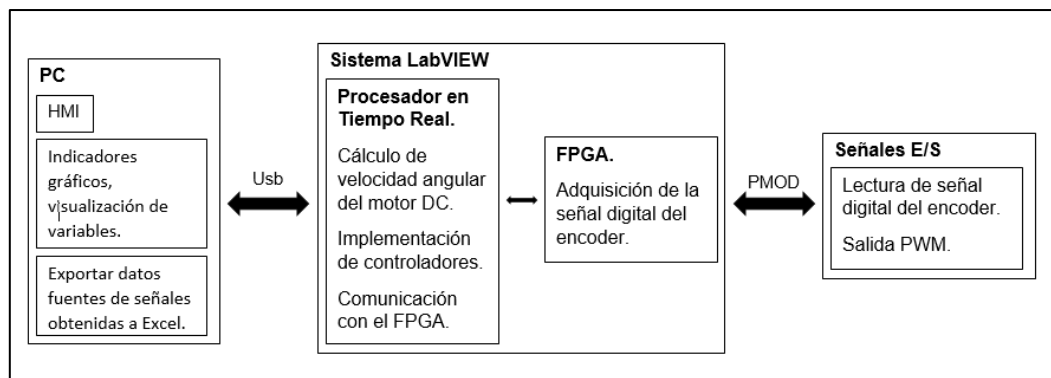 PC
HMI
Indicadores
gráficos,
visualización de
variables.
Exportar datos
fuentes de señales
obtenidas a Excel.
Usb
Sistema LabVIEW
Procesador en
Tiempo Real.
Cálculo de
velocidad angular
del motor DC.
Implementación
de controladores.
Comunicación
con el FPGA.
FPGA.
Adquisición de la
señal digital del
encoder.
PMOD
Señales E/S
Lectura de señal
digital del encoder.
Salida PWM.